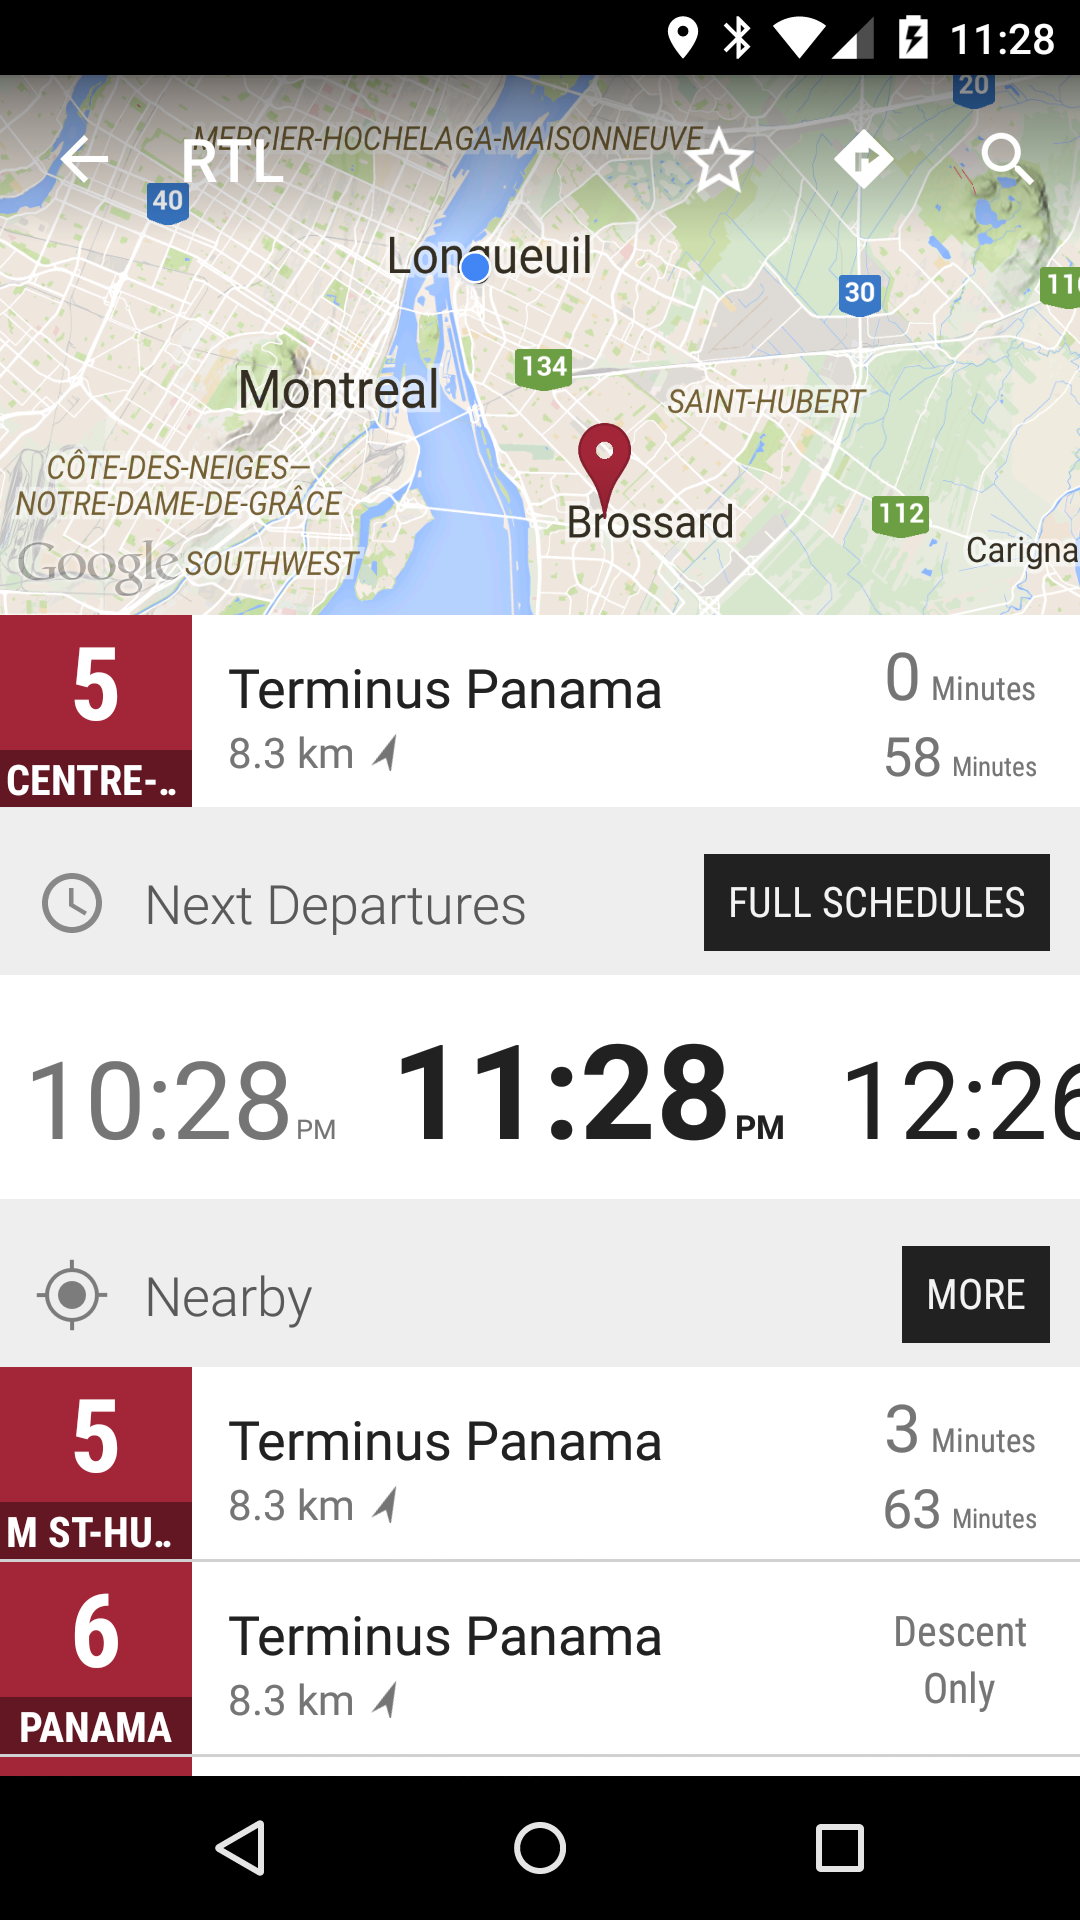 11:28
20
MERCIER-HOCHELAGA-MAISONNEUVE
RTL
40
Longueuil
30
116
134
Montreal
SAINT-HUBERT
CÔTE-DES-NEIGES—
NOTRE-DAME-DE-GRÂCE
112
Brossard
Carigna
Google
SOUTHWEST
5
CENTRE-..
Terminus Panama
8.3 km
0 Minutes
58 Minutes
Next Departures
FULL SCHEDULES
10:28 PM
11:28 PM
12:26
Nearby
MORE
5
M ST-HU..
Terminus Panama
8.3 km
3 Minutes
63 Minutes
6
PANAMA
Terminus Panama
8.3 km
Descent
Only